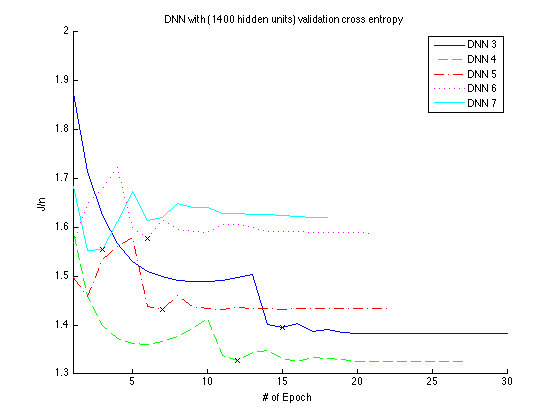 DNN with (1400 hidden units) validation cross entropy
2
1.9
1.8
1.7
1.6
1.5
1.4
1.3
J/n
5
10
15
20
25
30
# of Epoch
DNN 3
DNN 4
DNN 5
DNN 6
DNN 7